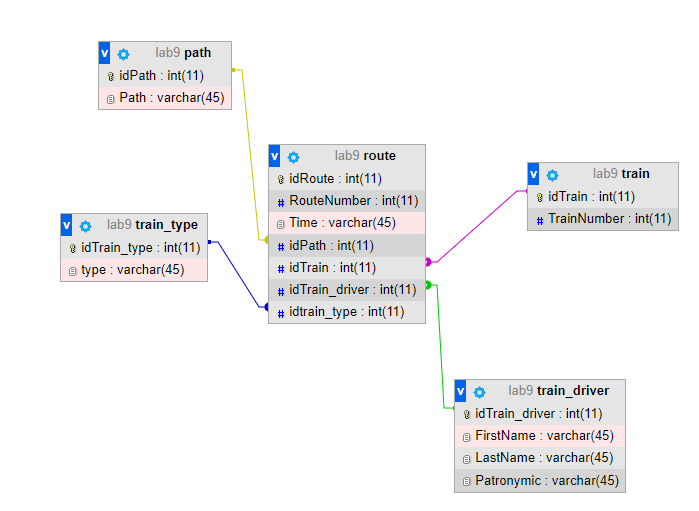 v lab9 path
idPath : int(11)
Path : varchar(45)
v lab9 route
idRoute : int(11)
# RouteNumber : int(11)
Time : varchar(45)
# idPath : int(11)
# idTrain : int(11)
# idTrain_driver : int(11)
# idtrain_type : int(11)
v lab9 train
idTrain : int(11)
# TrainNumber : int(11)
v lab9 train_type
idTrain_type : int(11)
type : varchar(45)
v lab9 train_driver
idTrain_driver : int(11)
FirstName : varchar(45)
LastName : varchar(45)
Patronymic : varchar(45)